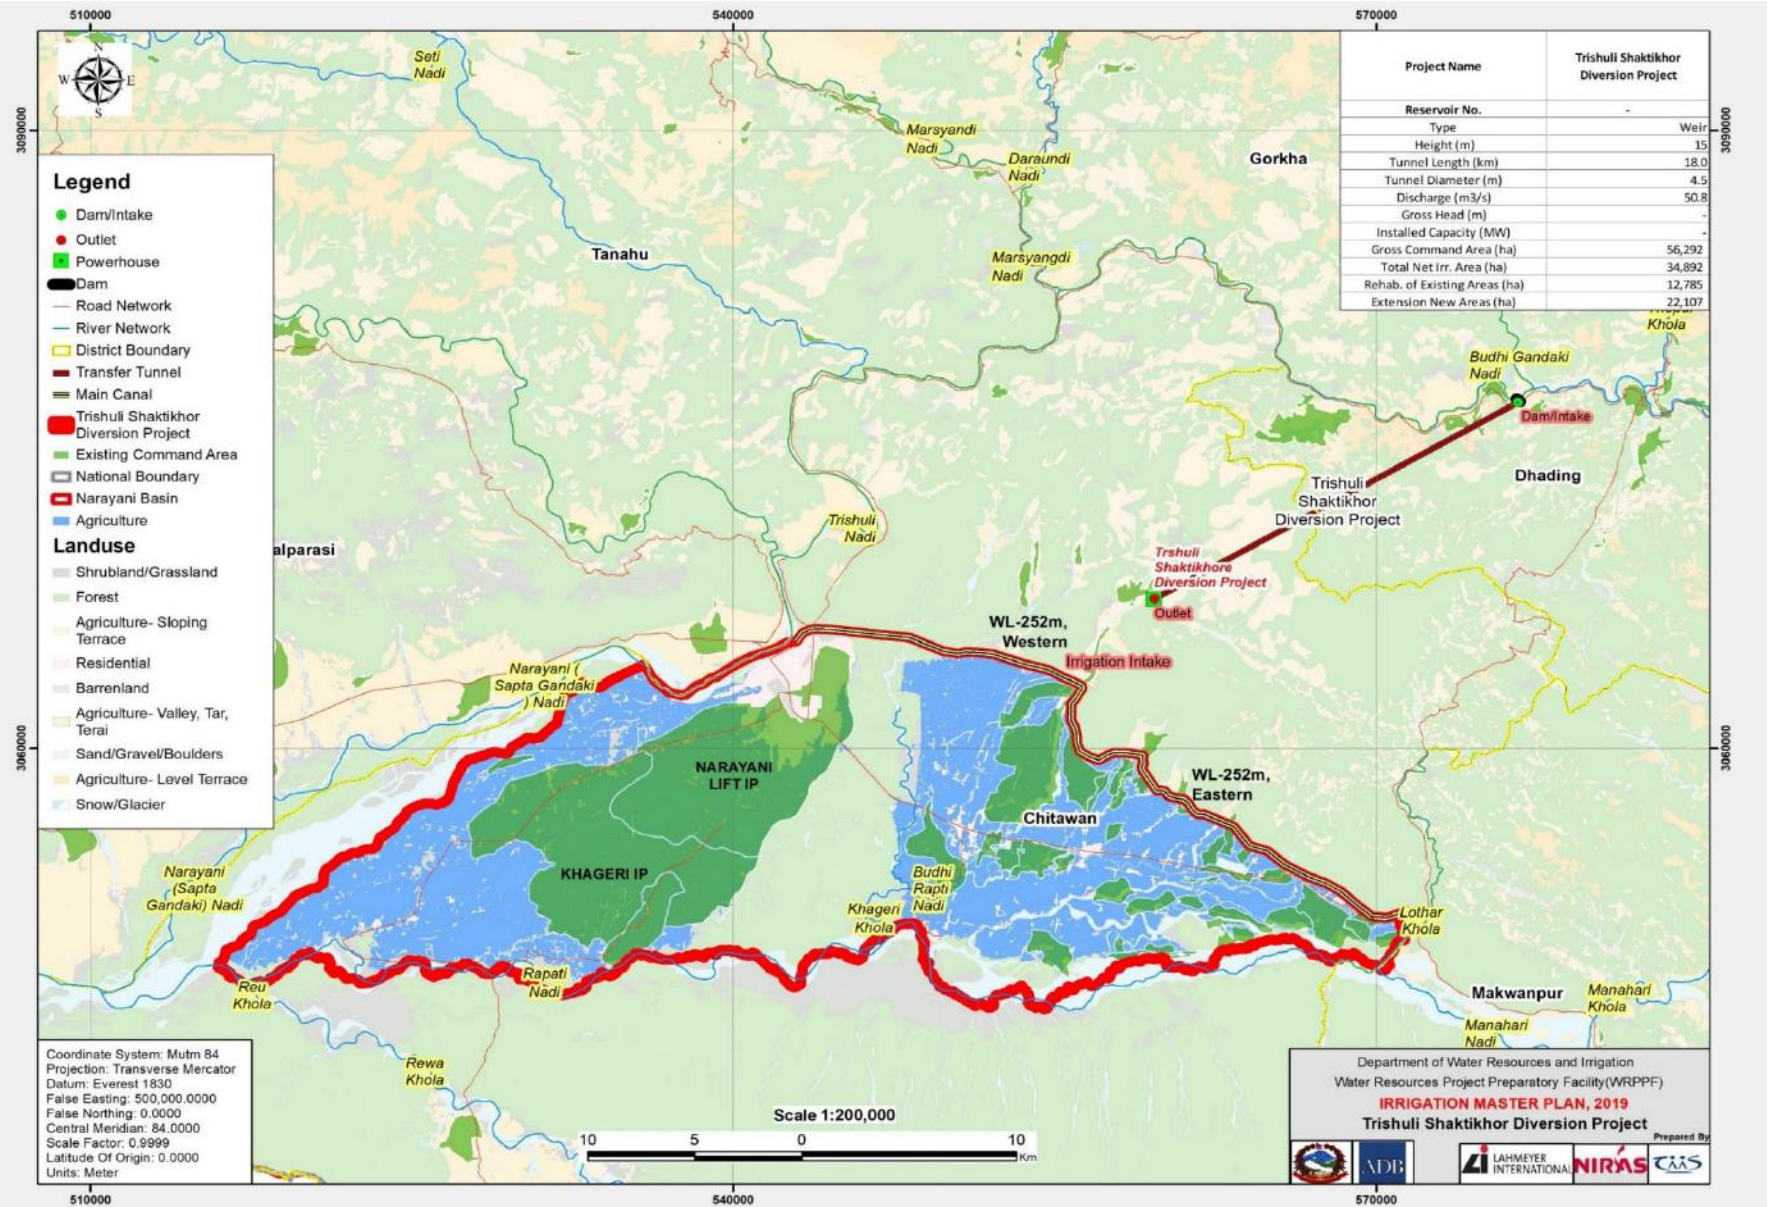 510000
540000
570000
3090000
3060000
N
W E
S
Legend
Dam/Intake
Outlet
Powerhouse
Dam
Road Network
River Network
District Boundary
Transfer Tunnel
Main Canal
Trishuli Shaktikhor
Diversion Project
Existing Command Area
National Boundary
Narayani Basin
Agriculture
Landuse
Shrubland/Grassland
Forest
Agriculture- Sloping
Terrace
Residential
Barrenland
Agriculture- Valley, Tar,
Terai
Sand/Gravel/Boulders
Agriculture- Level Terrace
Snow/Glacier
Seti
Nadi
Marsyandi
Nadi
Daraundi
Nadi
Gorkha
Tanahu
Marsyangdi
Nadi
Project Name Trishuli Shaktikhor
Diversion Project
Reservoir No. -
Type Weir
Height (m) 15
Tunnel Length (km) 18.0
Tunnel Diameter (m) 4.5
Discharge (m3/s) 50.8
Gross Head (m) -
Installed Capacity (MW) -
Gross Command Area (ha) 56,292
Total Net Irr. Area (ha) 34,892
Rehab. of Existing Areas (ha) 12,785
Extension New Areas (ha) 22,107
Khola
Budhi Gandaki
Nadi
Dam/Intake
Dhading
Trishuli
Shaktikhor
Diversion Project
Trishuli
Nadi
alparasi
Trshuli
Shaktikhore
Diversion Project
Outlet
WL-252m,
Western
Irrigation Intake
Narayani (
Sapta Gandaki
) Nadi
NARAYANI
LIFT IP
WL-252m,
Eastern
Chitawan
KHAGERI IP
Narayani
(Sapta
Gandaki) Nadi
Budhi
Rapti
Nadi
Khageri
Khola
Lothar
Khola
Reu
Khola
Rapati
Nadi
Makwanpur
Manahari
Khola
Manahari
Nadi
Rewa
Khola
Coordinate System: Mutm 84
Projection: Transverse Mercator
Datum: Everest 1830
False Easting: 500,000.0000
False Northing: 0.0000
Central Meridian: 84.0000
Scale Factor: 0.9999
Latitude Of Origin: 0.0000
Units: Meter
Scale 1:200,000
10 5 0 10
Km
Department of Water Resources and Irrigation
Water Resources Project Preparatory Facility(WRPPF)
IRRIGATION MASTER PLAN, 2019
Trishuli Shaktikhor Diversion Project
Prepared By
ADB
LAHMEYER
INTERNATIONAL
NIRÁS
510000
540000
570000
3090000
3060000